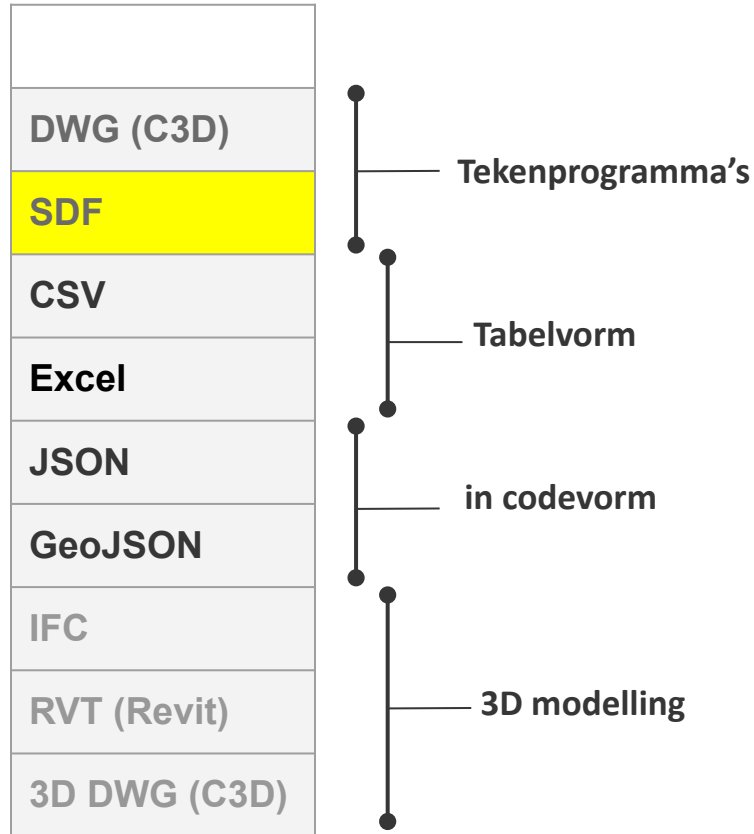 DWG (C3D)
SDF
CSV
Excel
JSON
GeoJSON
IFC
RVT (Revit)
3D DWG (C3D)
Tekenprogramma’s
Tabelvorm
in codevorm
3D modelling